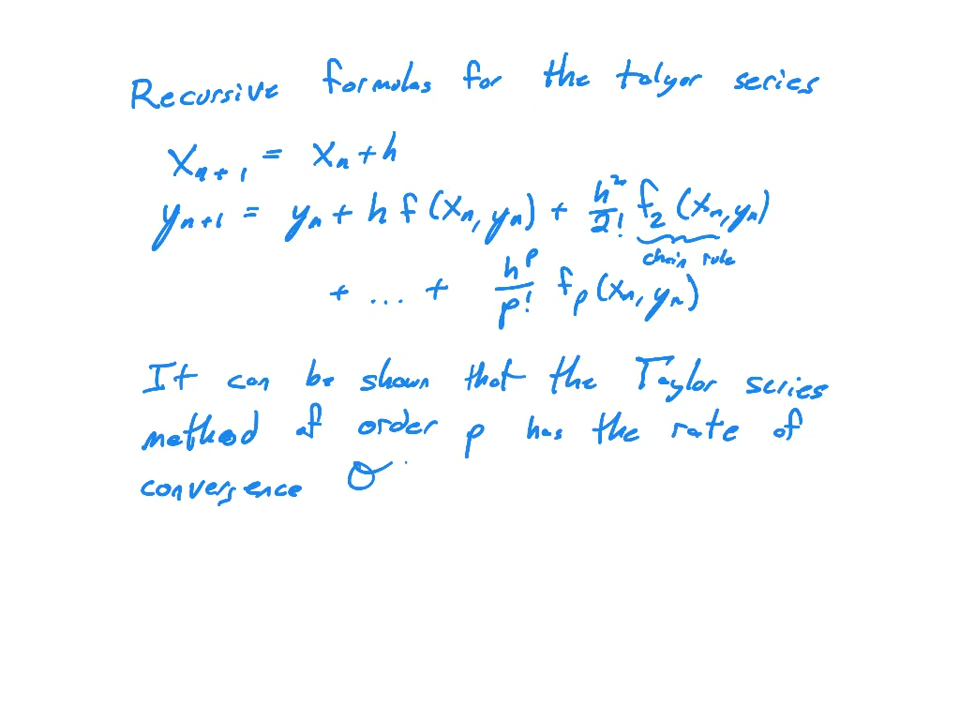 Recursive formulas for the talyor series
xₙ₊₁ = xₙ + h
yₙ₊₁ = yₙ + h f(xₙ, yₙ) + h²/2! f₂(xₙ, yₙ)
chain rule
+ ... + hᵖ/p! fₚ(xₙ, yₙ)
It can be shown that the Taylor series
method of order p has the rate of
convergence O